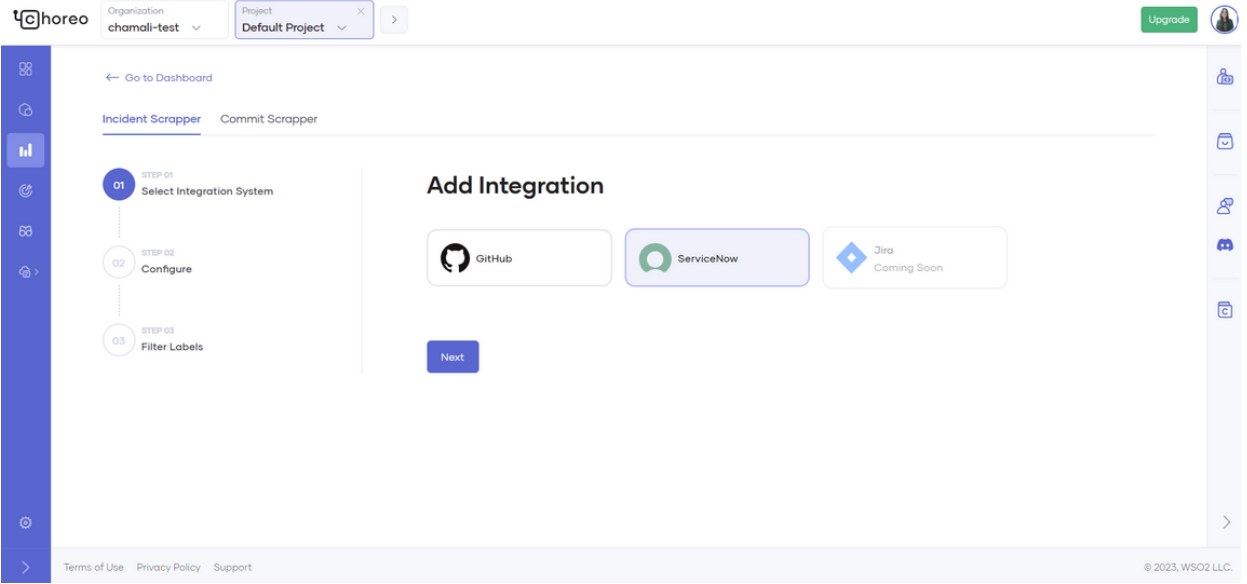 Choreo
Organization
chamali-test
Project
Default Project
Upgrade
Go to Dashboard
Incident Scrapper
Commit Scrapper
01
STEP 01
Select Integration System
02
STEP 02
Configure
03
STEP 03
Filter Labels
Add Integration
GitHub
ServiceNow
Jira
Coming Soon
Next
Terms of Use
Privacy Policy
Support
© 2023, WSO2 LLC.